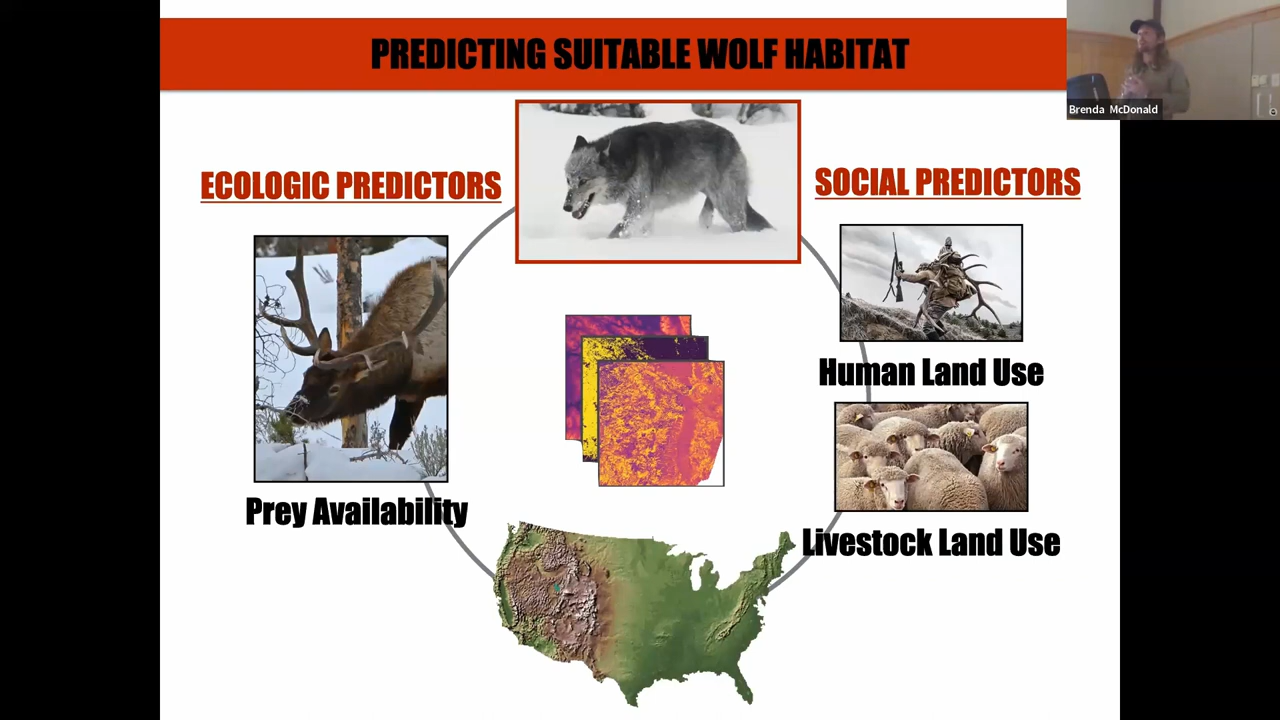 PREDICTING SUITABLE WOLF HABITAT
Brenda McDonald
ECOLOGIC PREDICTORS
SOCIAL PREDICTORS
Human Land Use
Prey Availability
Livestock Land Use